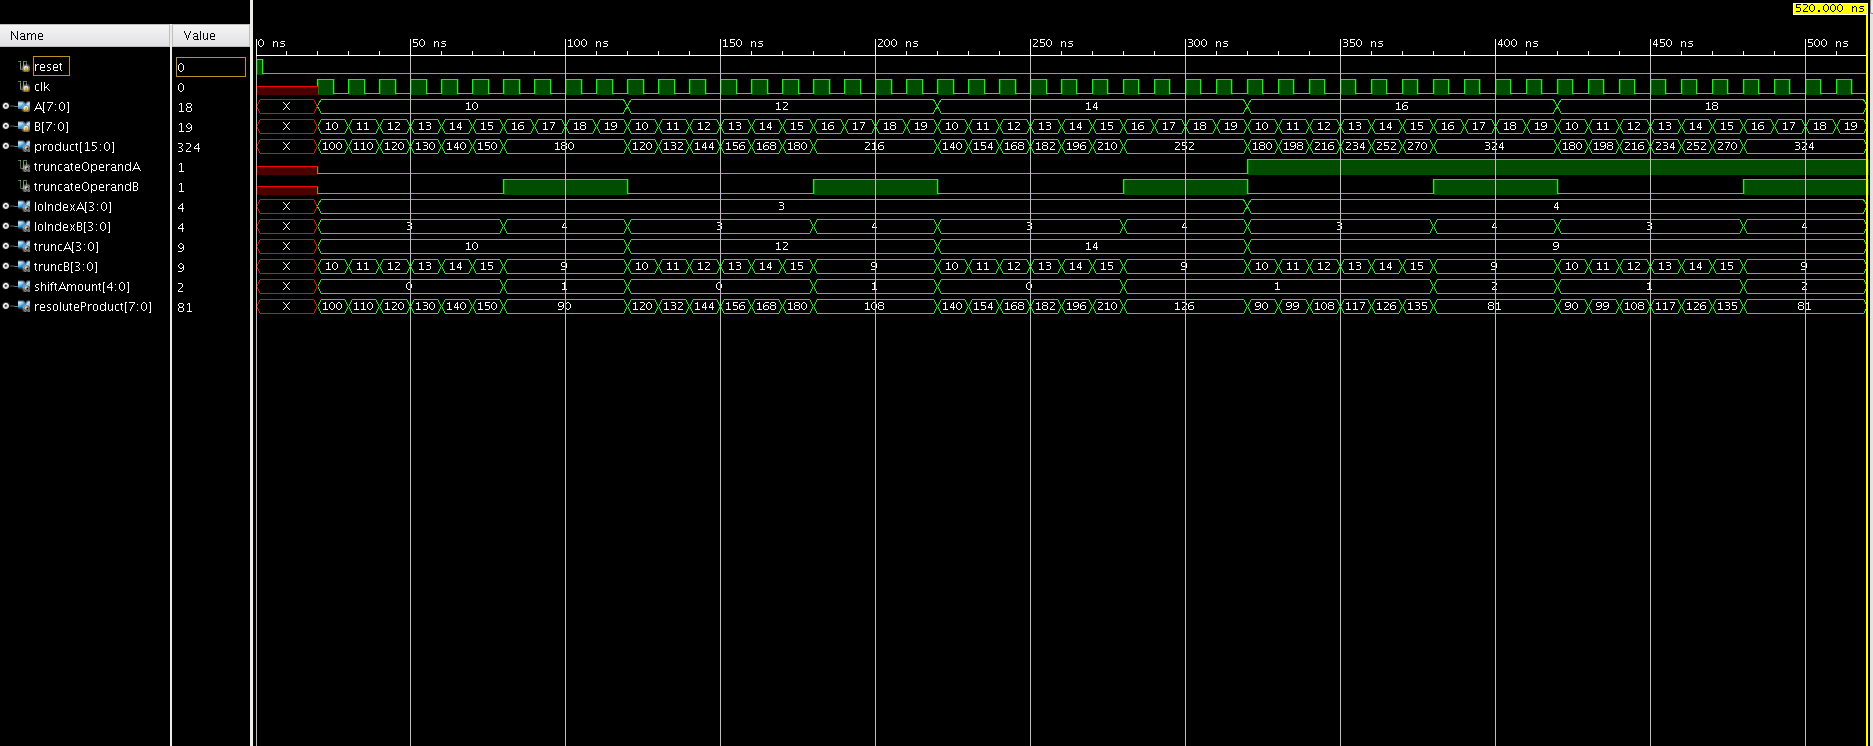 520.000 ns
Name Value
0 ns 50 ns 100 ns 150 ns 200 ns 250 ns 300 ns 350 ns 400 ns 450 ns 500 ns
reset 0
clk 0
A[7:0] 18 X 10 12 14 16 18
B[7:0] 19 X 10 11 12 13 14 15 16 17 18 19 10 11 12 13 14 15 16 17 18 19 10 11 12 13 14 15 16 17 18 19 10 11 12 13 14 15 16 17 18 19 10 11 12 13 14 15 16 17 18 19
product[15:0] 324 X 100 110 120 130 140 150 180 120 132 144 156 168 180 216 140 154 168 182 196 210 252 180 198 216 234 252 270 324 180 198 216 234 252 270 324
truncateOperandA 1
truncateOperandB 1
loIndexA[3:0] 4 X 3 4
loIndexB[3:0] 4 X 3 4 3 4 3 4 3 4 3 4
truncA[3:0] 9 X 10 12 14 9
truncB[3:0] 9 X 10 11 12 13 14 15 9 10 11 12 13 14 15 9 10 11 12 13 14 15 9 10 11 12 13 14 15 9 10 11 12 13 14 15 9
shiftAmount[4:0] 2 X 0 1 0 1 0 1 2 1 2
resoluteProduct[7:0] 81 X 100 110 120 130 140 150 90 120 132 144 156 168 180 108 140 154 168 182 196 210 126 90 99 108 117 126 135 81 90 99 108 117 126 135 81